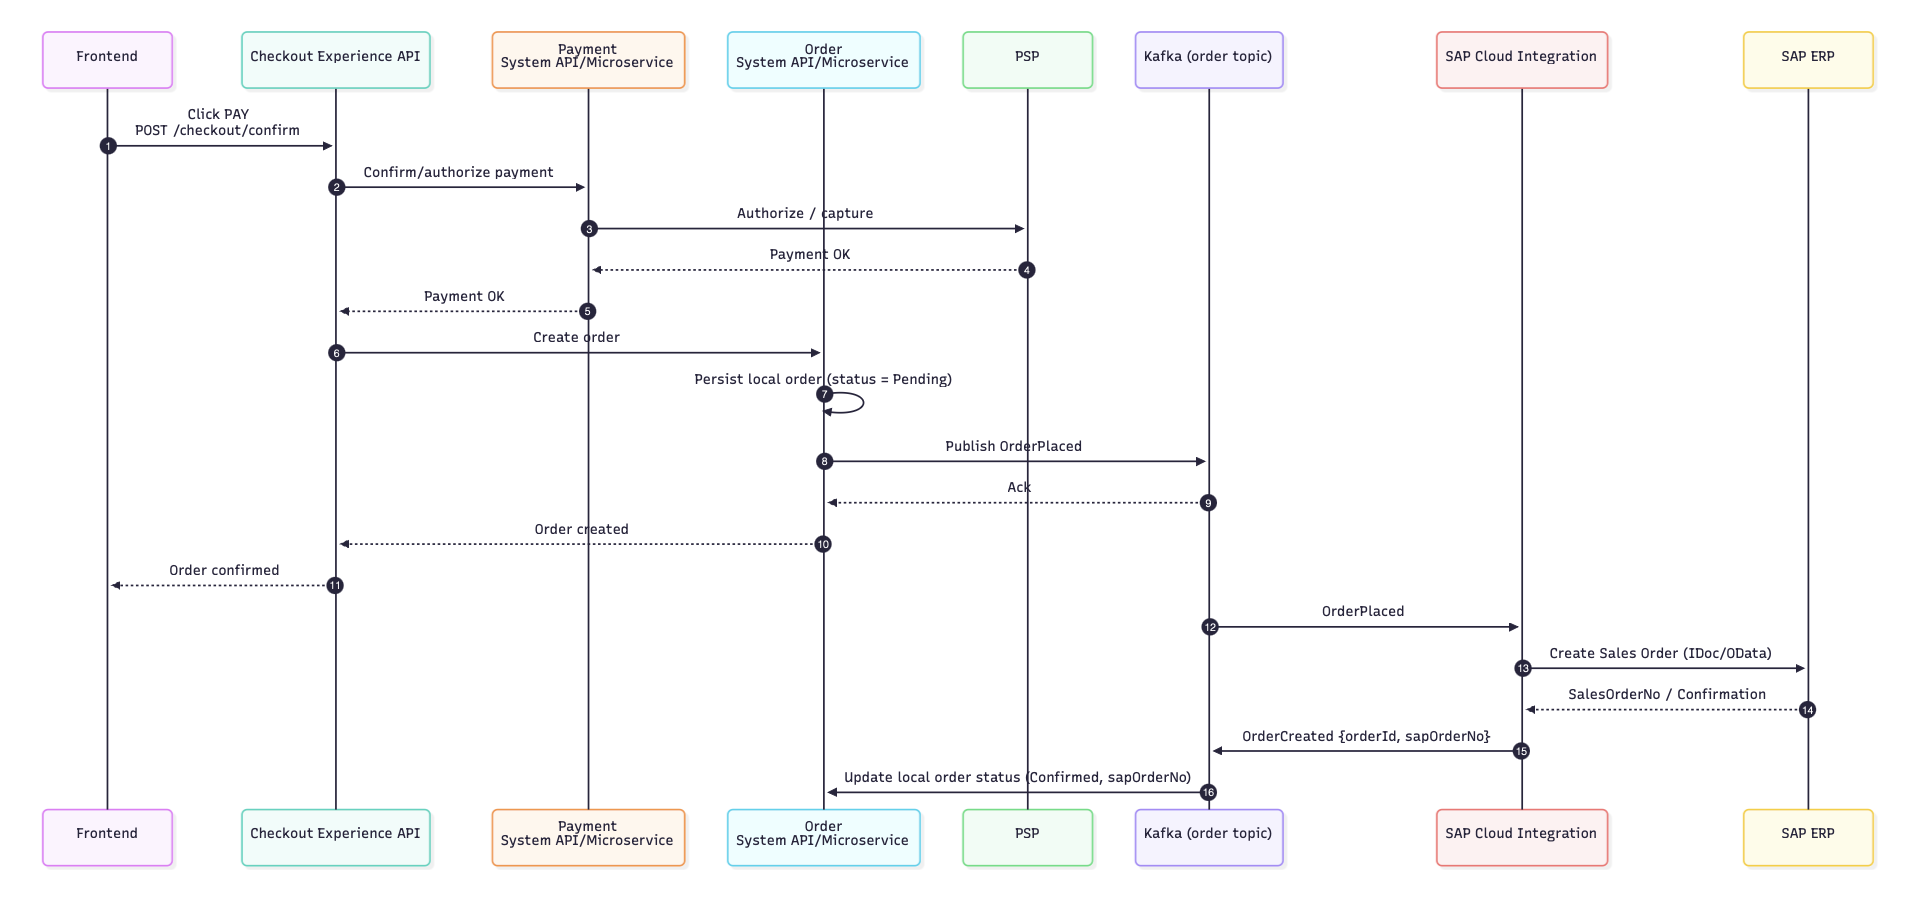 Frontend
Checkout Experience API
Payment
System API/Microservice
Order
System API/Microservice
PSP
Kafka (order topic)
SAP Cloud Integration
SAP ERP
Click PAY
POST /checkout/confirm
1
Confirm/authorize payment
2
Authorize / capture
3
Payment OK
4
Payment OK
5
Create order
6
Persist local order (status = Pending)
7
Publish OrderPlaced
8
Ack
9
Order created
10
Order confirmed
11
OrderPlaced
12
Create Sales Order (IDoc/OData)
13
SalesOrderNo / Confirmation
14
OrderCreated {orderId, sapOrderNo}
15
Update local order status (Confirmed, sapOrderNo)
16
Frontend
Checkout Experience API
Payment
System API/Microservice
Order
System API/Microservice
PSP
Kafka (order topic)
SAP Cloud Integration
SAP ERP